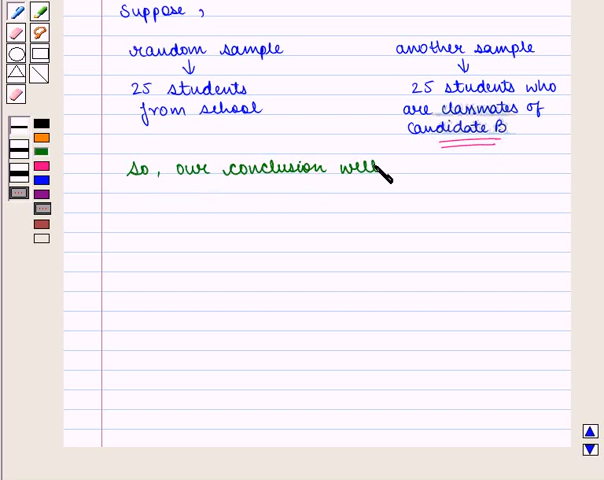 Suppose,
random sample
↓
25 students
from school
another sample
↓
25 students who
are classmates of
candidate B
so, our conclusion will